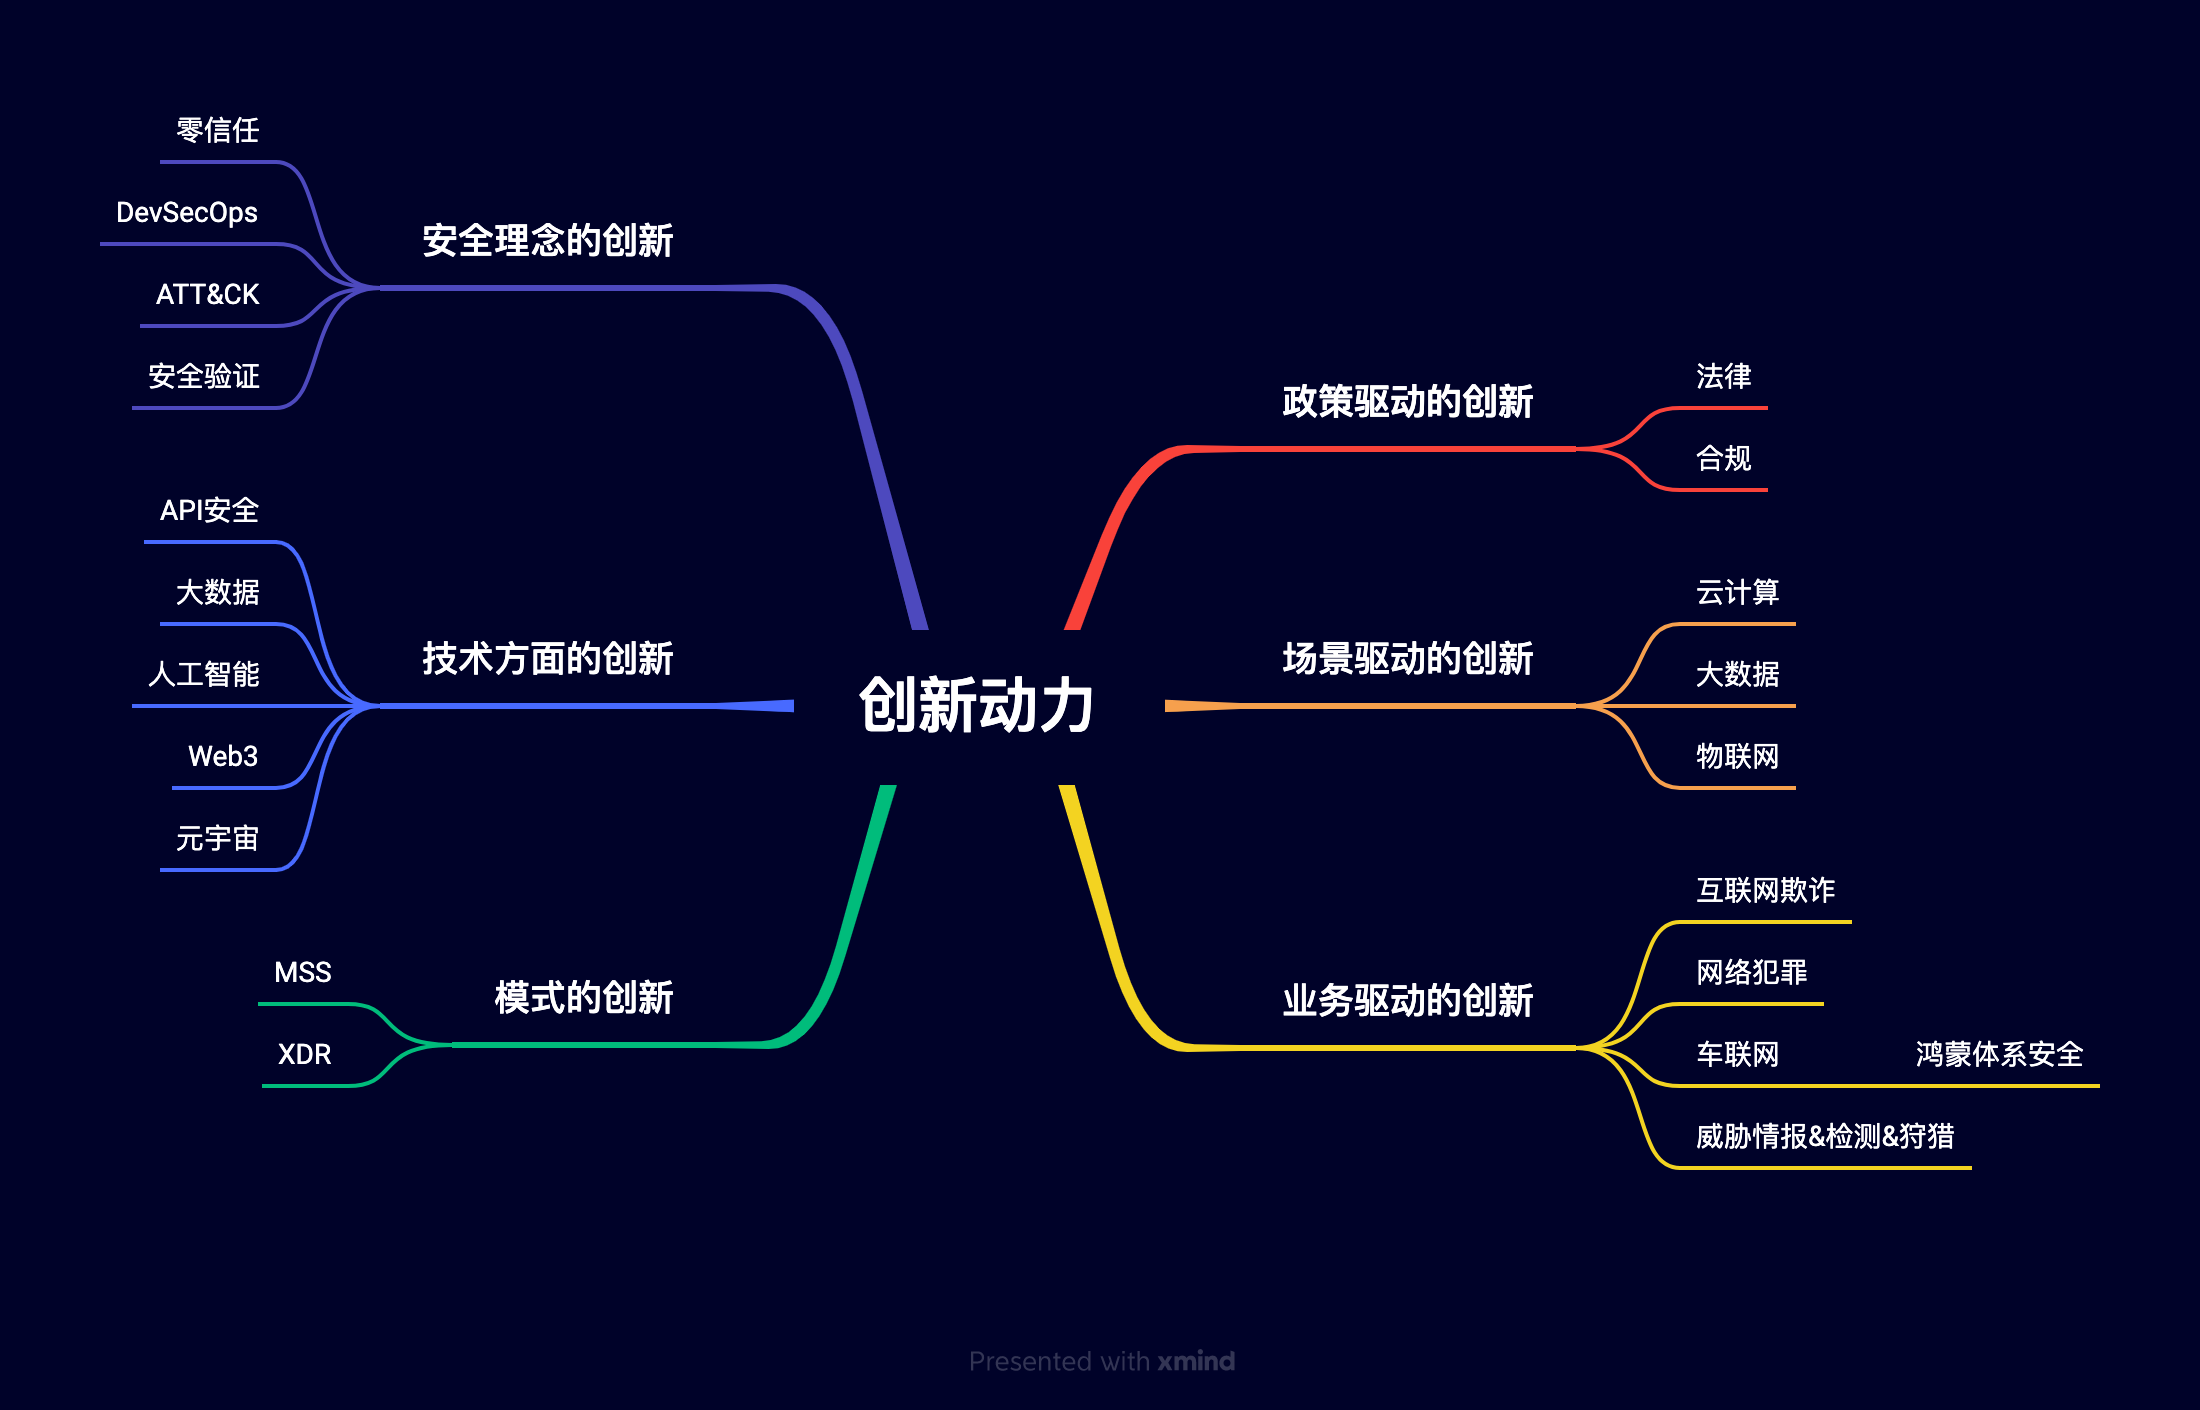 创新动力
政策驱动的创新
法律
合规
场景驱动的创新
云计算
大数据
物联网
业务驱动的创新
互联网欺诈
网络犯罪
车联网
鸿蒙体系安全
威胁情报&检测&狩猎
安全理念的创新
零信任
DevSecOps
ATT&CK
安全验证
技术方面的创新
API安全
大数据
人工智能
Web3
元宇宙
模式的创新
MSS
XDR
Presented with xmind